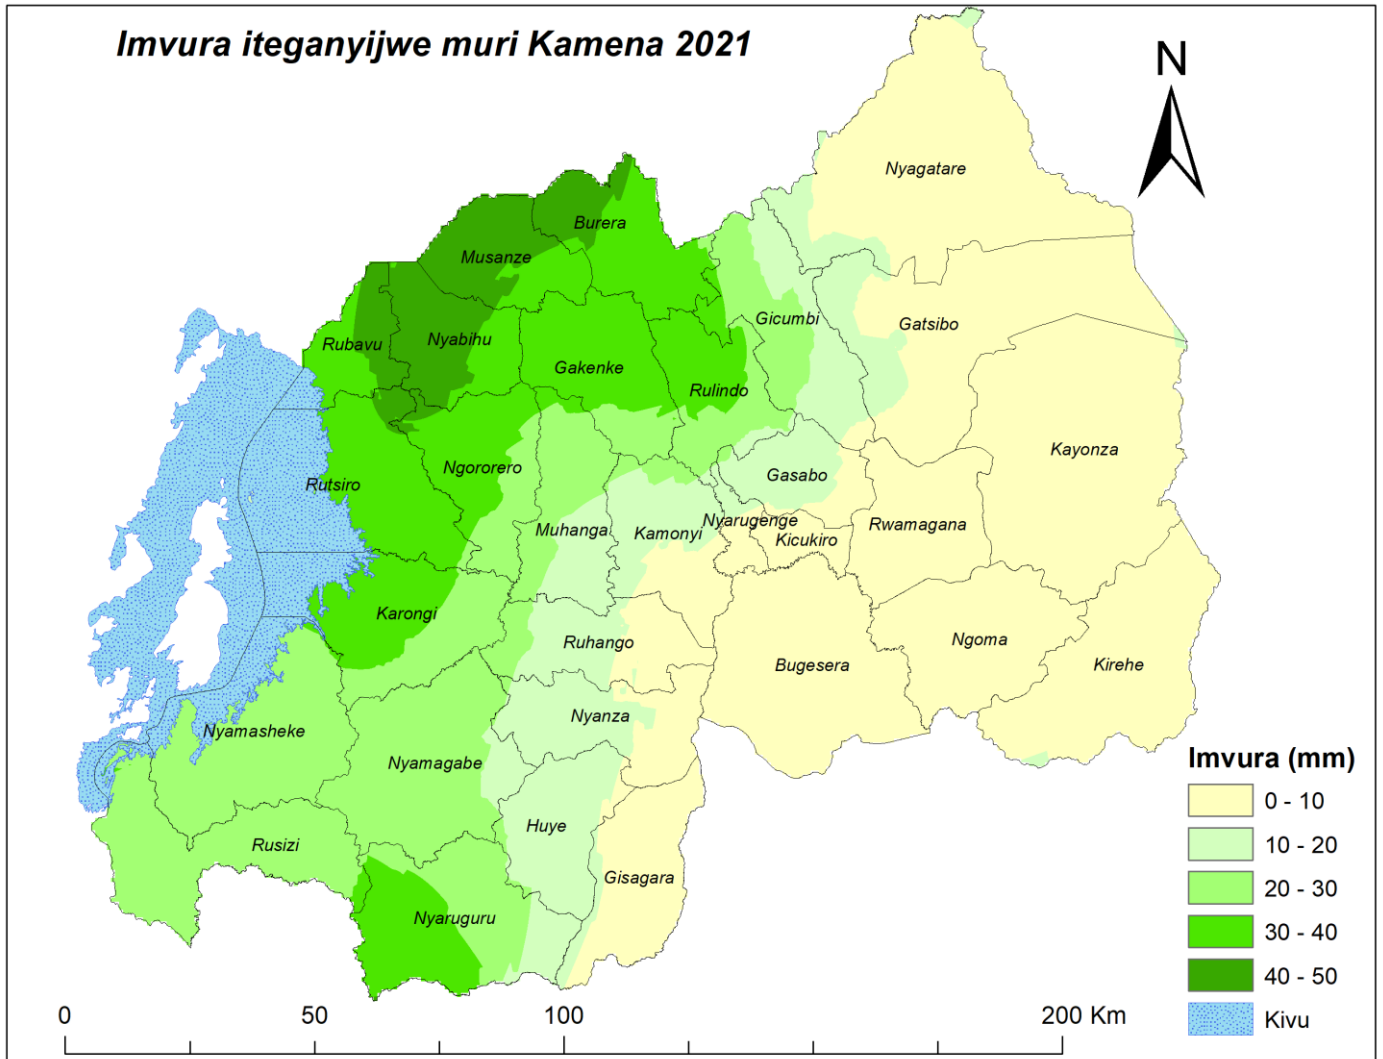 Imvura iteganyijwe muri Kamena 2021
N
Nyagatare
Burera
Musanze
Gicumbi
Gatsibo
Rubavu
Nyabihu
Gakenke
Rulindo
Kayonza
Ngororero
Gasabo
Rutsiro
Muhanga
Kamonyi
Nyarugenge
Kicukiro
Rwamagana
Karongi
Ruhango
Ngoma
Bugesera
Kirehe
Nyanza
Nyamasheke
Nyamagabe
Huye
Rusizi
Gisagara
Nyaruguru
Imvura (mm)
0 - 10
10 - 20
20 - 30
30 - 40
40 - 50
Kivu
0 50 100 200 Km